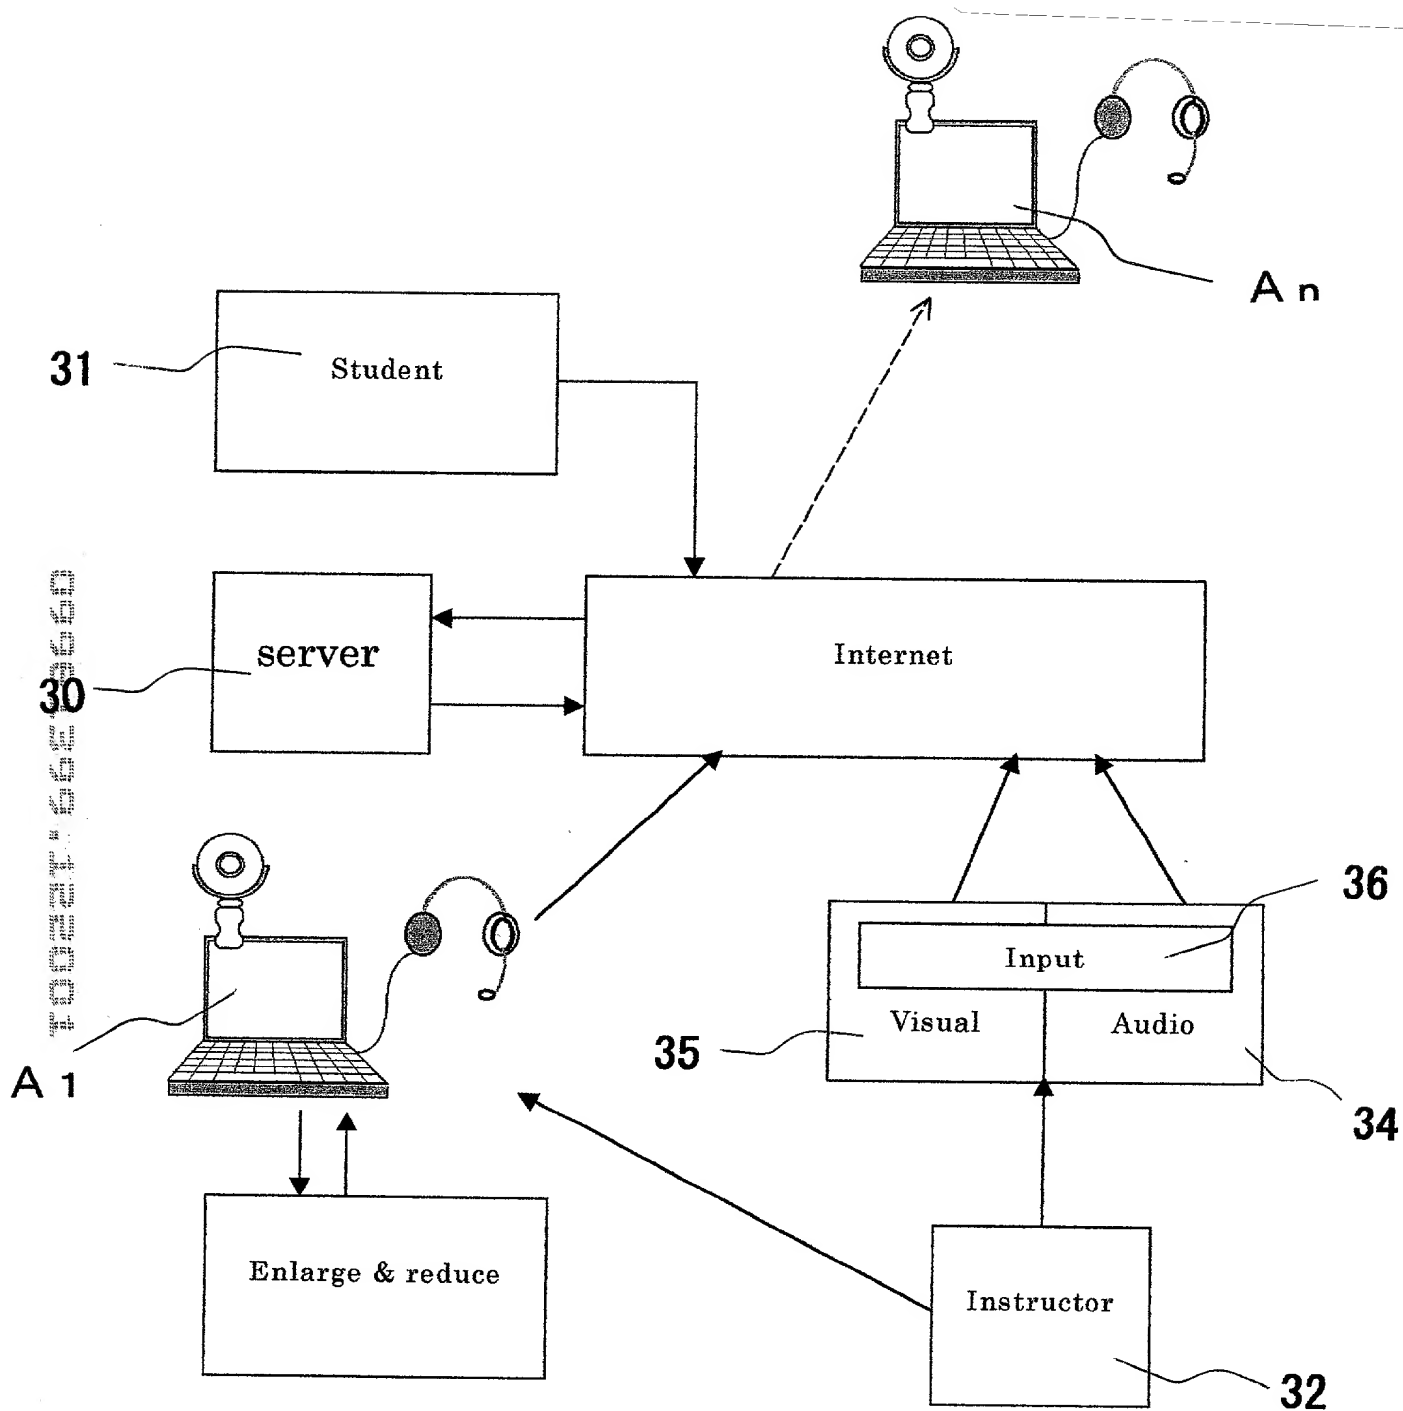 A n
31
Student
server
30
Internet
36
Input
Visual
Audio
35
34
A 1
Enlarge & reduce
Instructor
32